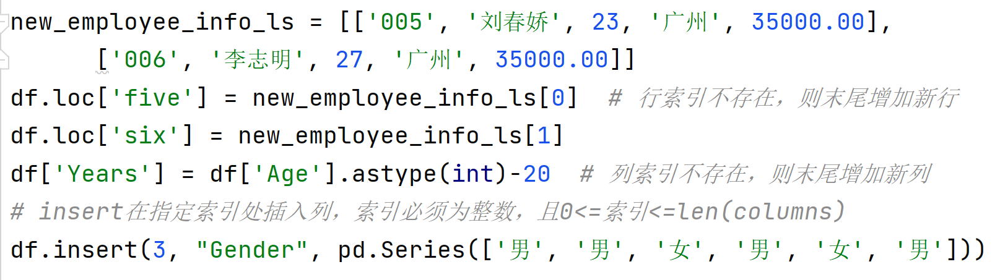 new_employee_info_ls = [['005', '刘春娇', 23, '广州', 35000.00],
['006', '李志明', 27, '广州', 35000.00]]
df.loc['five'] = new_employee_info_ls[0]  # 行索引不存在，则末尾增加新行
df.loc['six'] = new_employee_info_ls[1]
df['Years'] = df['Age'].astype(int)-20  # 列索引不存在，则末尾增加新列
# insert在指定索引处插入列，索引必须为整数，且0<=索引<=len(columns)
df.insert(3, "Gender", pd.Series(['男', '男', '女', '男', '女', '男']))